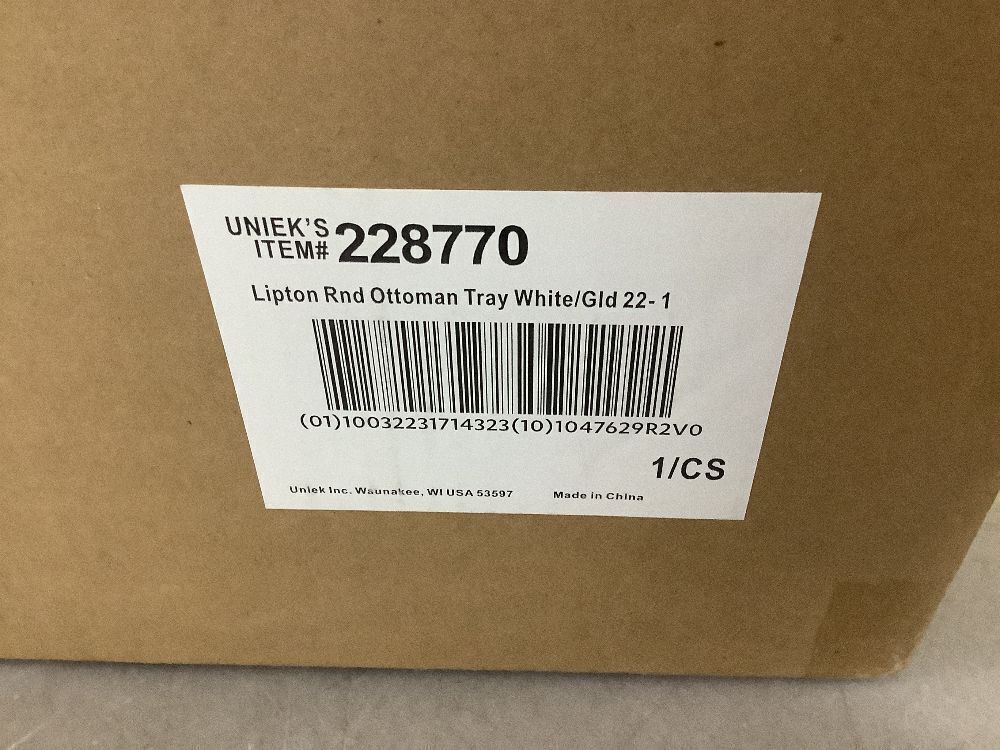 UNIEK'S
ITEM# 228770
Lipton Rnd Ottoman Tray White/Gld 22- 1
(01)10032231714323(10)1047629R2V0
1/CS
Uniek Inc. Waunakee, WI USA 53597 Made in China